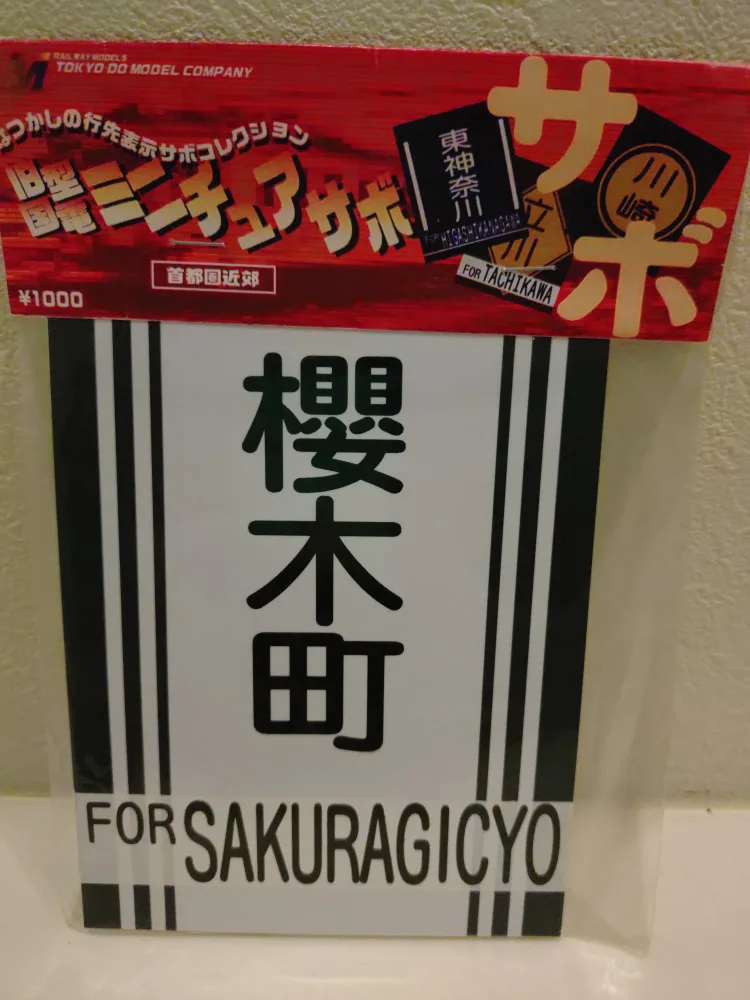 RAILWAY MODELS
TOKYO DO MODEL COMPANY
なつかしの行先表示サボコレクション
旧型
国電
ミニチュアサボ
首都圏近郊
¥1000
サボ
東神奈川
FOR HIGASHIKANAGAWA
立川
FOR TACHIKAWA
川崎
櫻木町
FOR SAKURAGICYO